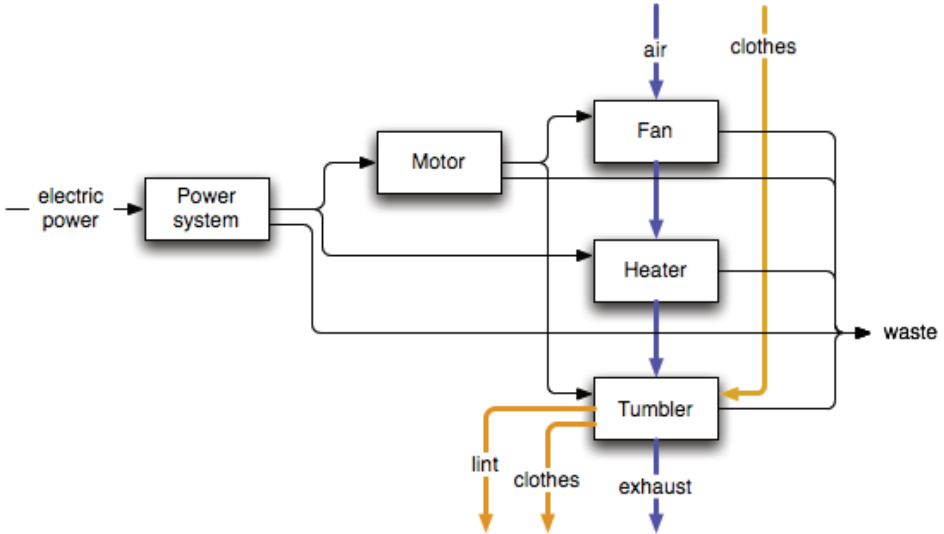 air
clothes
Fan
Motor
electric
power
Power
system
Heater
waste
Tumbler
lint
clothes
exhaust